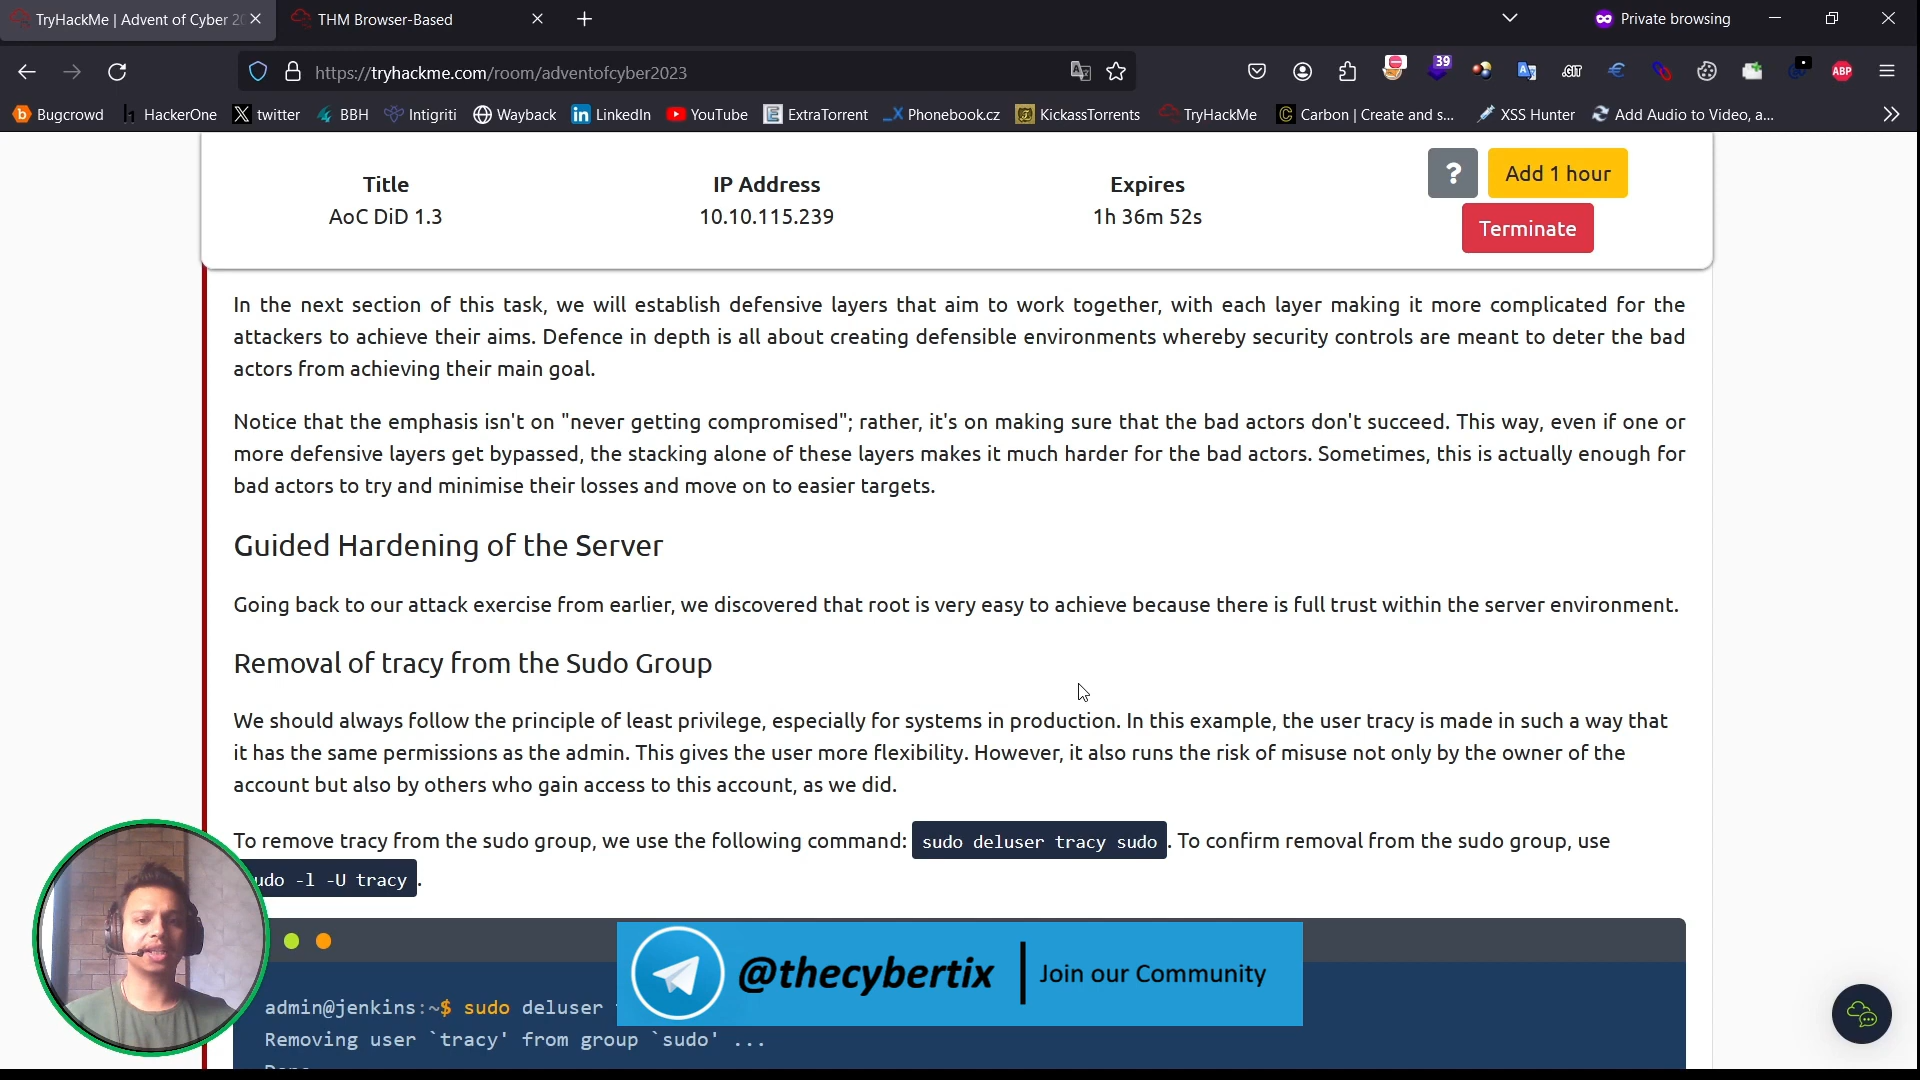 TryHackMe | Advent of Cyber 20
THM Browser-Based
Private browsing
https://tryhackme.com/room/adventofcyber2023
39
.GIT
ABP
Bugcrowd
HackerOne
twitter
BBH
Intigriti
Wayback
LinkedIn
YouTube
ExtraTorrent
Phonebook.cz
KickassTorrents
TryHackMe
Carbon | Create and s...
XSS Hunter
Add Audio to Video, a...
Title
IP Address
Expires
? Add 1 hour
AoC DiD 1.3
10.10.115.239
1h 36m 52s
Terminate
In the next section of this task, we will establish defensive layers that aim to work together, with each layer making it more complicated for the
attackers to achieve their aims. Defence in depth is all about creating defensible environments whereby security controls are meant to deter the bad
actors from achieving their main goal.
Notice that the emphasis isn't on "never getting compromised"; rather, it's on making sure that the bad actors don't succeed. This way, even if one or
more defensive layers get bypassed, the stacking alone of these layers makes it much harder for the bad actors. Sometimes, this is actually enough for
bad actors to try and minimise their losses and move on to easier targets.
Guided Hardening of the Server
Going back to our attack exercise from earlier, we discovered that root is very easy to achieve because there is full trust within the server environment.
Removal of tracy from the Sudo Group
We should always follow the principle of least privilege, especially for systems in production. In this example, the user tracy is made in such a way that
it has the same permissions as the admin. This gives the user more flexibility. However, it also runs the risk of misuse not only by the owner of the
account but also by others who gain access to this account, as we did.
To remove tracy from the sudo group, we use the following command: sudo deluser tracy sudo . To confirm removal from the sudo group, use
udo -l -U tracy .
@thecybertix | Join our Community
admin@jenkins:~$ sudo deluser
Removing user `tracy' from group `sudo' ...